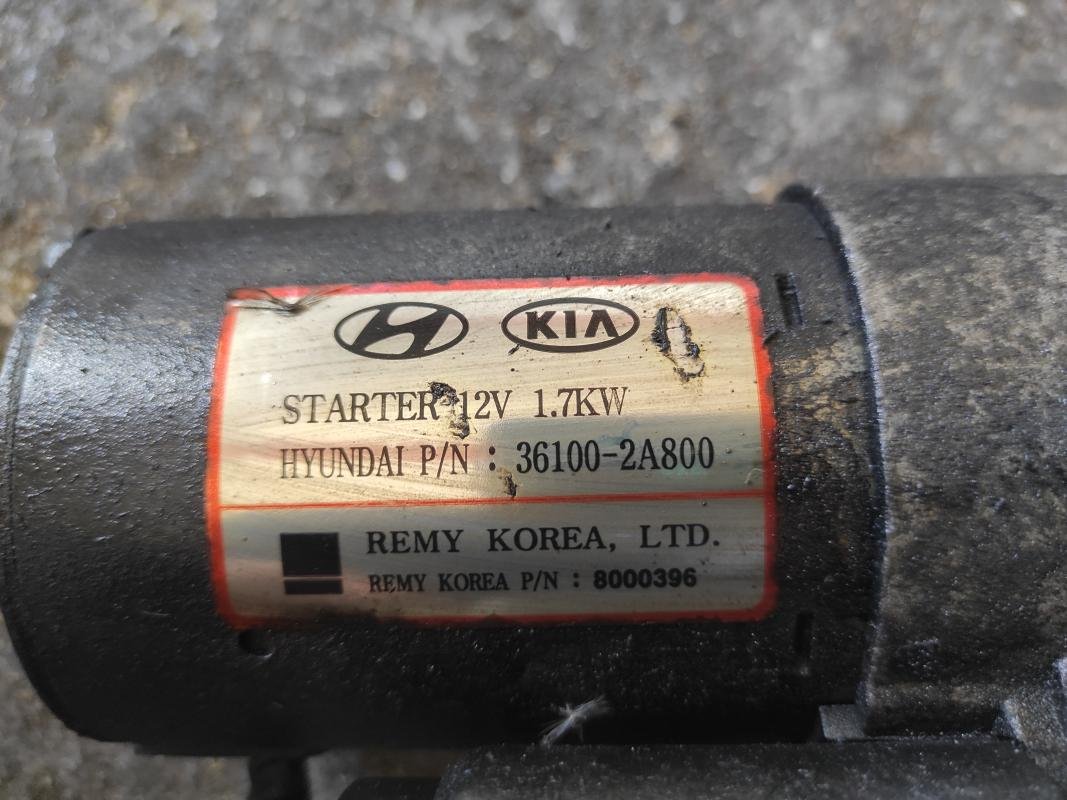 KIA
STARTER 12V 1.7KW
HYUNDAI P/N : 36100-2A800
REMY KOREA, LTD.
REMY KOREA P/N : 8000396